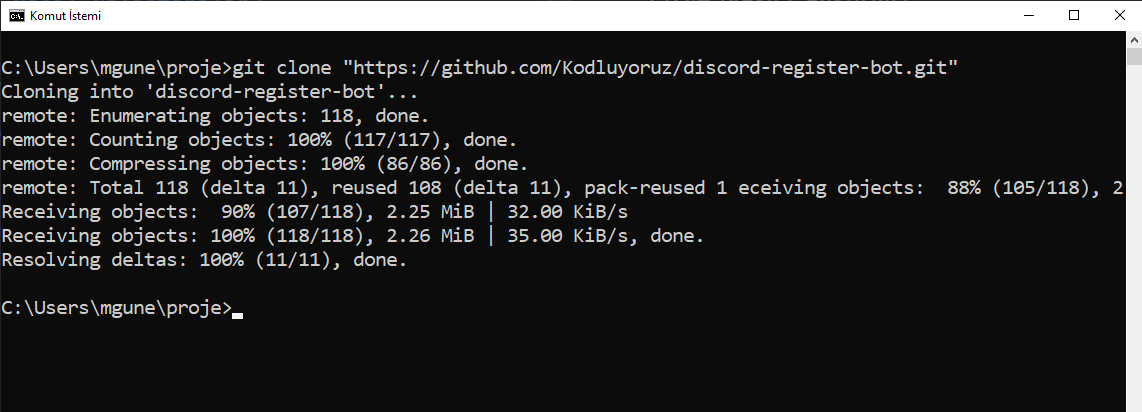 Komut İstemi
C:\Users\mgune\proje>git clone "https://github.com/Kodluyoruz/discord-register-bot.git"
Cloning into 'discord-register-bot'...
remote: Enumerating objects: 118, done.
remote: Counting objects: 100% (117/117), done.
remote: Compressing objects: 100% (86/86), done.
remote: Total 118 (delta 11), reused 108 (delta 11), pack-reused 1 eceiving objects:  88% (105/118), 2
Receiving objects:  90% (107/118), 2.25 MiB | 32.00 KiB/s
Receiving objects: 100% (118/118), 2.26 MiB | 35.00 KiB/s, done.
Resolving deltas: 100% (11/11), done.
C:\Users\mgune\proje>